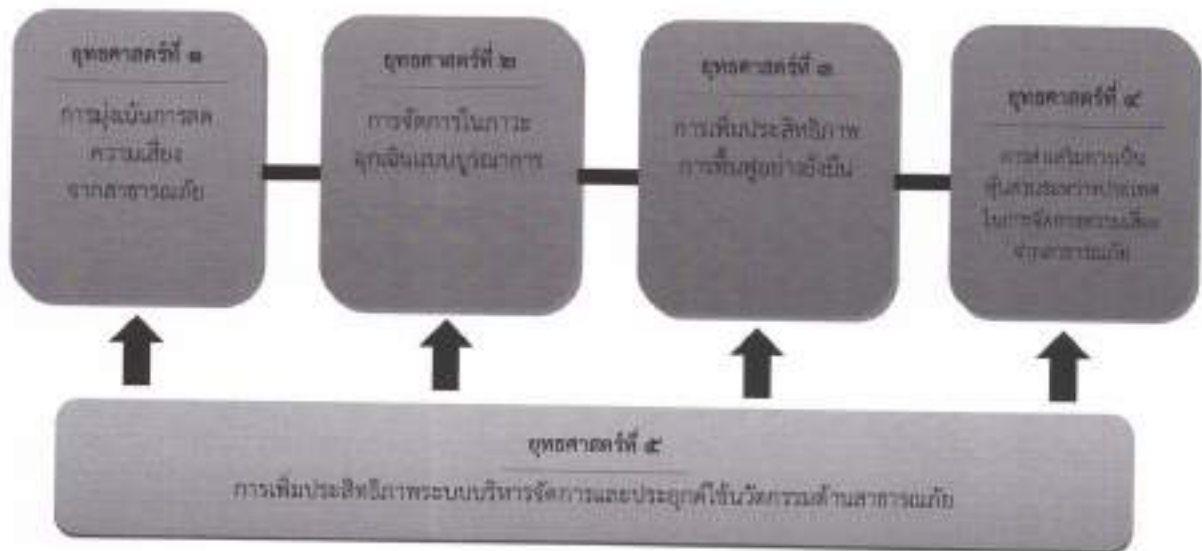 ยุทธศาสตร์ที่ ๑
การมุ่งเน้นการลด
ความเสี่ยง
จากสาธารณภัย
ยุทธศาสตร์ที่ ๒
การจัดการในภาวะ
ฉุกเฉินแบบบูรณาการ
ยุทธศาสตร์ที่ ๓
การเพิ่มประสิทธิภาพ
การฟื้นฟูอย่างยั่งยืน
ยุทธศาสตร์ที่ ๔
การส่งเสริมความเป็น
หุ้นส่วนระหว่างประเทศ
ในการจัดการความเสี่ยง
จากสาธารณภัย
ยุทธศาสตร์ที่ ๕
การเพิ่มประสิทธิภาพระบบบริหารจัดการและประยุกต์ใช้นวัตกรรมด้านสาธารณภัย